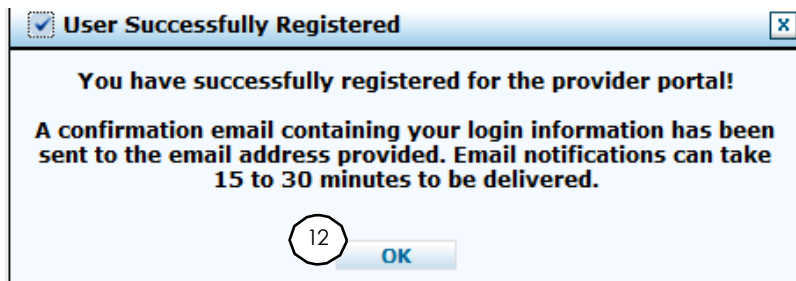 User Successfully Registered
X
You have successfully registered for the provider portal!
A confirmation email containing your login information has been
sent to the email address provided. Email notifications can take
15 to 30 minutes to be delivered.
12
OK